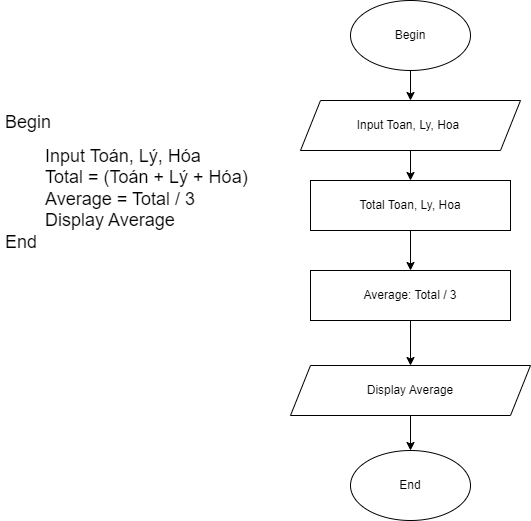 Begin
Input Toán, Lý, Hóa
Total = (Toán + Lý + Hóa)
Average = Total / 3
Display Average
End
Begin
Input Toan, Ly, Hoa
Total Toan, Ly, Hoa
Average: Total / 3
Display Average
End